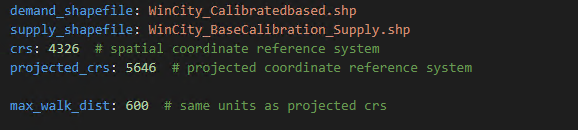 demand_shapefile: WinCity_Calibratedbased.shp
supply_shapefile: WinCity_BaseCalibration_Supply.shp
crs: 4326  # spatial coordinate reference system
projected_crs: 5646  # projected coordinate reference system
max_walk_dist: 600  # same units as projected crs